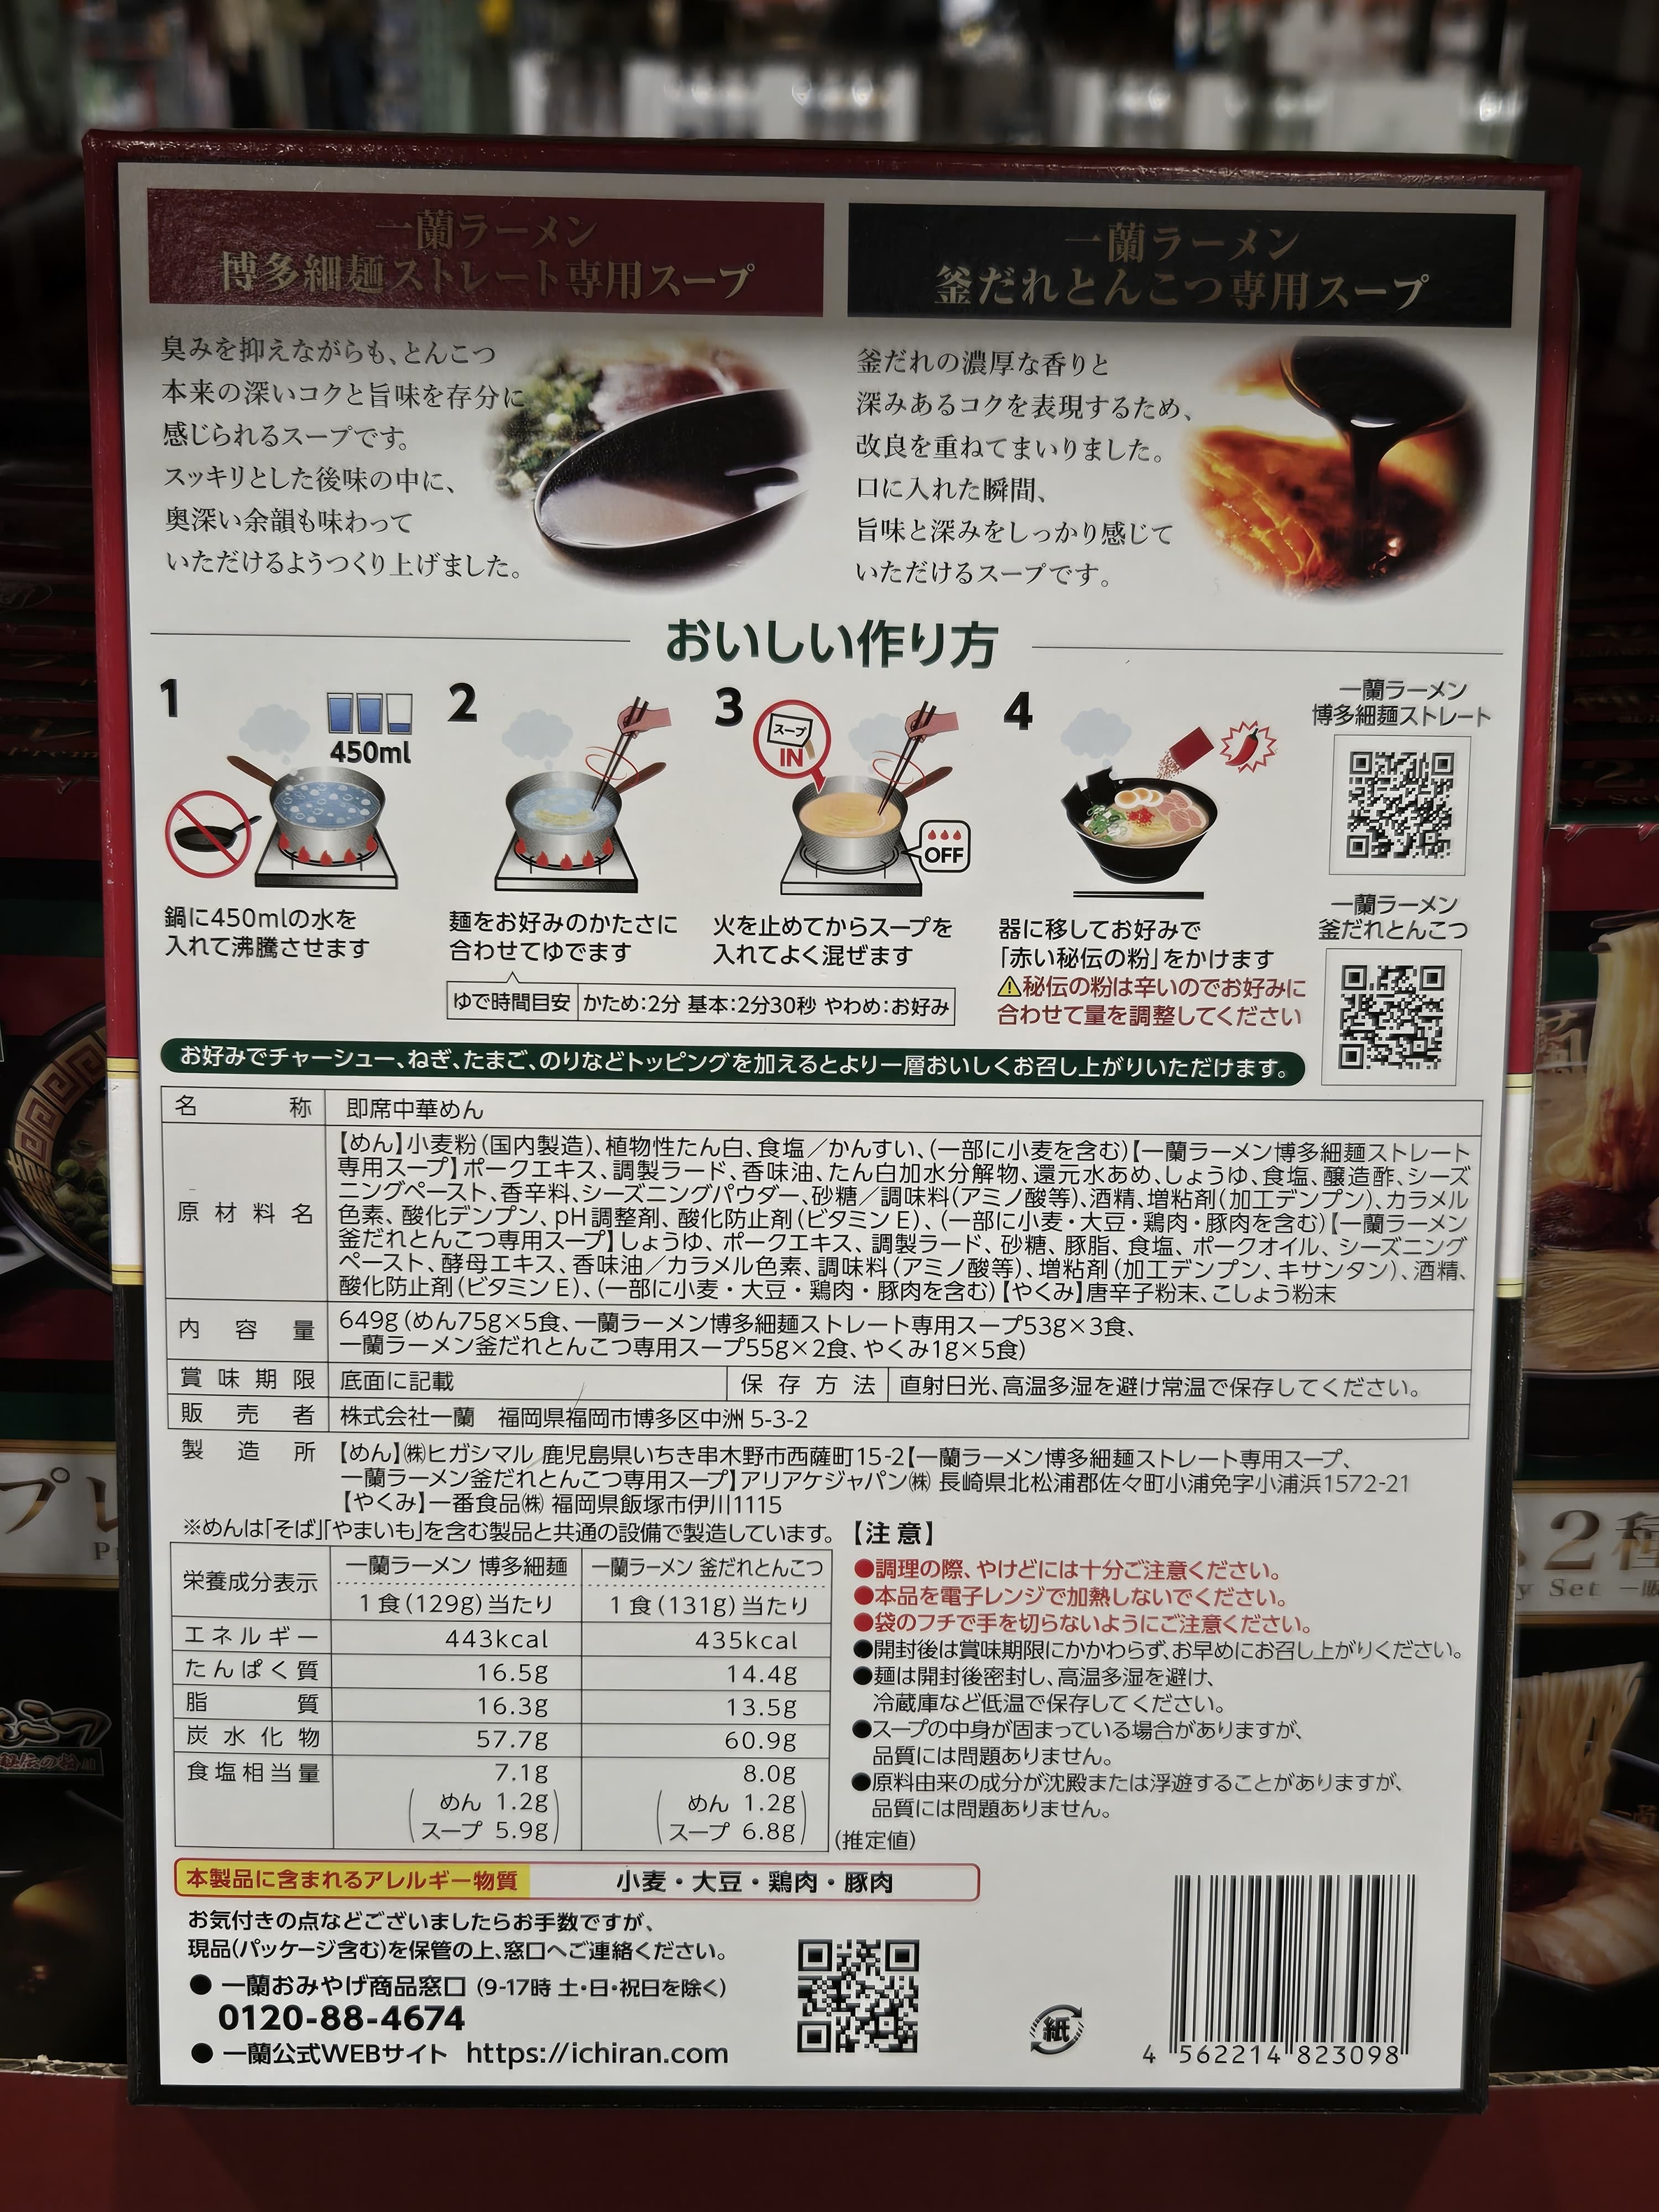 一蘭ラーメン
博多細麺ストレート専用スープ
臭みを抑えながらも、とんこつ
本来の深いコクと旨味を存分に
感じられるスープです。
スッキリとした後味の中に、
奥深い余韻も味わって
いただけるようつくり上げました。
一蘭ラーメン
釜だれとんこつ専用スープ
釜だれの濃厚な香りと
深みあるコクを表現するため、
改良を重ねてまいりました。
口に入れた瞬間、
旨味と深みをしっかり感じて
いただけるスープです。
おいしい作り方
1
450ml
鍋に450mlの水を
入れて沸騰させます
2
麺をお好みのかたさに
合わせてゆでます
ゆで時間目安 かため:2分 基本:2分30秒 やわめ:お好み
3
スープ
IN
OFF
火を止めてからスープを
入れてよく混ぜます
4
器に移してお好みで
「赤い秘伝の粉」をかけます
⚠秘伝の粉は辛いのでお好みに
合わせて量を調整してください
一蘭ラーメン
博多細麺ストレート
一蘭ラーメン
釜だれとんこつ
お好みでチャーシュー、ねぎ、たまご、のりなどトッピングを加えるとより一層おいしくお召し上がりいただけます。
名称 即席中華めん
原材料名 【めん】小麦粉(国内製造)、植物性たん白、食塩/かんすい、(一部に小麦を含む)【一蘭ラーメン博多細麺ストレート
専用スープ】ポークエキス、調製ラード、香味油、たん白加水分解物、還元水あめ、しょうゆ、食塩、醸造酢、シーズ
ニングペースト、香辛料、シーズニングパウダー、砂糖/調味料(アミノ酸等)、酒精、増粘剤(加工デンプン)、カラメル
色素、酸化デンプン、pH調整剤、酸化防止剤(ビタミンE)、(一部に小麦・大豆・鶏肉・豚肉を含む)【一蘭ラーメン
釜だれとんこつ専用スープ】しょうゆ、ポークエキス、調製ラード、砂糖、豚脂、食塩、ポークオイル、シーズニング
ペースト、酵母エキス、香味油/カラメル色素、調味料(アミノ酸等)、増粘剤(加工デンプン、キサンタン)、酒精、
酸化防止剤(ビタミンE)、(一部に小麦・大豆・鶏肉・豚肉を含む)【やくみ】唐辛子粉末、こしょう粉末
内容量 649g(めん75g×5食、一蘭ラーメン博多細麺ストレート専用スープ53g×3食、
一蘭ラーメン釜だれとんこつ専用スープ55g×2食、やくみ1g×5食)
賞味期限 底面に記載 保存方法 直射日光、高温多湿を避け常温で保存してください。
販売者 株式会社一蘭 福岡県福岡市博多区中洲5-3-2
製造所 【めん】㈱ヒガシマル 鹿児島県いちき串木野市西薩町15-2【一蘭ラーメン博多細麺ストレート専用スープ、
一蘭ラーメン釜だれとんこつ専用スープ】アリアケジャパン㈱ 長崎県北松浦郡佐々町小浦免字小浦浜1572-21
【やくみ】一番食品㈱ 福岡県飯塚市伊川1115
※めんは「そば」「やまいも」を含む製品と共通の設備で製造しています。
栄養成分表示 一蘭ラーメン 博多細麺 一蘭ラーメン 釜だれとんこつ
1食(129g)当たり 1食(131g)当たり
エネルギー 443kcal 435kcal
たんぱく質 16.5g 14.4g
脂質 16.3g 13.5g
炭水化物 57.7g 60.9g
食塩相当量 7.1g 8.0g
(めん 1.2g (めん 1.2g
スープ 5.9g) スープ 6.8g)
(推定値)
【注意】
●調理の際、やけどには十分ご注意ください。
●本品を電子レンジで加熱しないでください。
●袋のフチで手を切らないようにご注意ください。
●開封後は賞味期限にかかわらず、お早めにお召し上がりください。
●麺は開封後密封し、高温多湿を避け、
冷蔵庫など低温で保存してください。
●スープの中身が固まっている場合がありますが、
品質には問題ありません。
●原料由来の成分が沈殿または浮遊することがありますが、
品質には問題ありません。
本製品に含まれるアレルギー物質 小麦・大豆・鶏肉・豚肉
お気付きの点などございましたらお手数ですが、
現品(パッケージ含む)を保管の上、窓口へご連絡ください。
●一蘭おみやげ商品窓口(9-17時 土・日・祝日を除く)
0120-88-4674
●一蘭公式WEBサイト https://ichiran.com
紙
4 562214 823098
2種
y Set